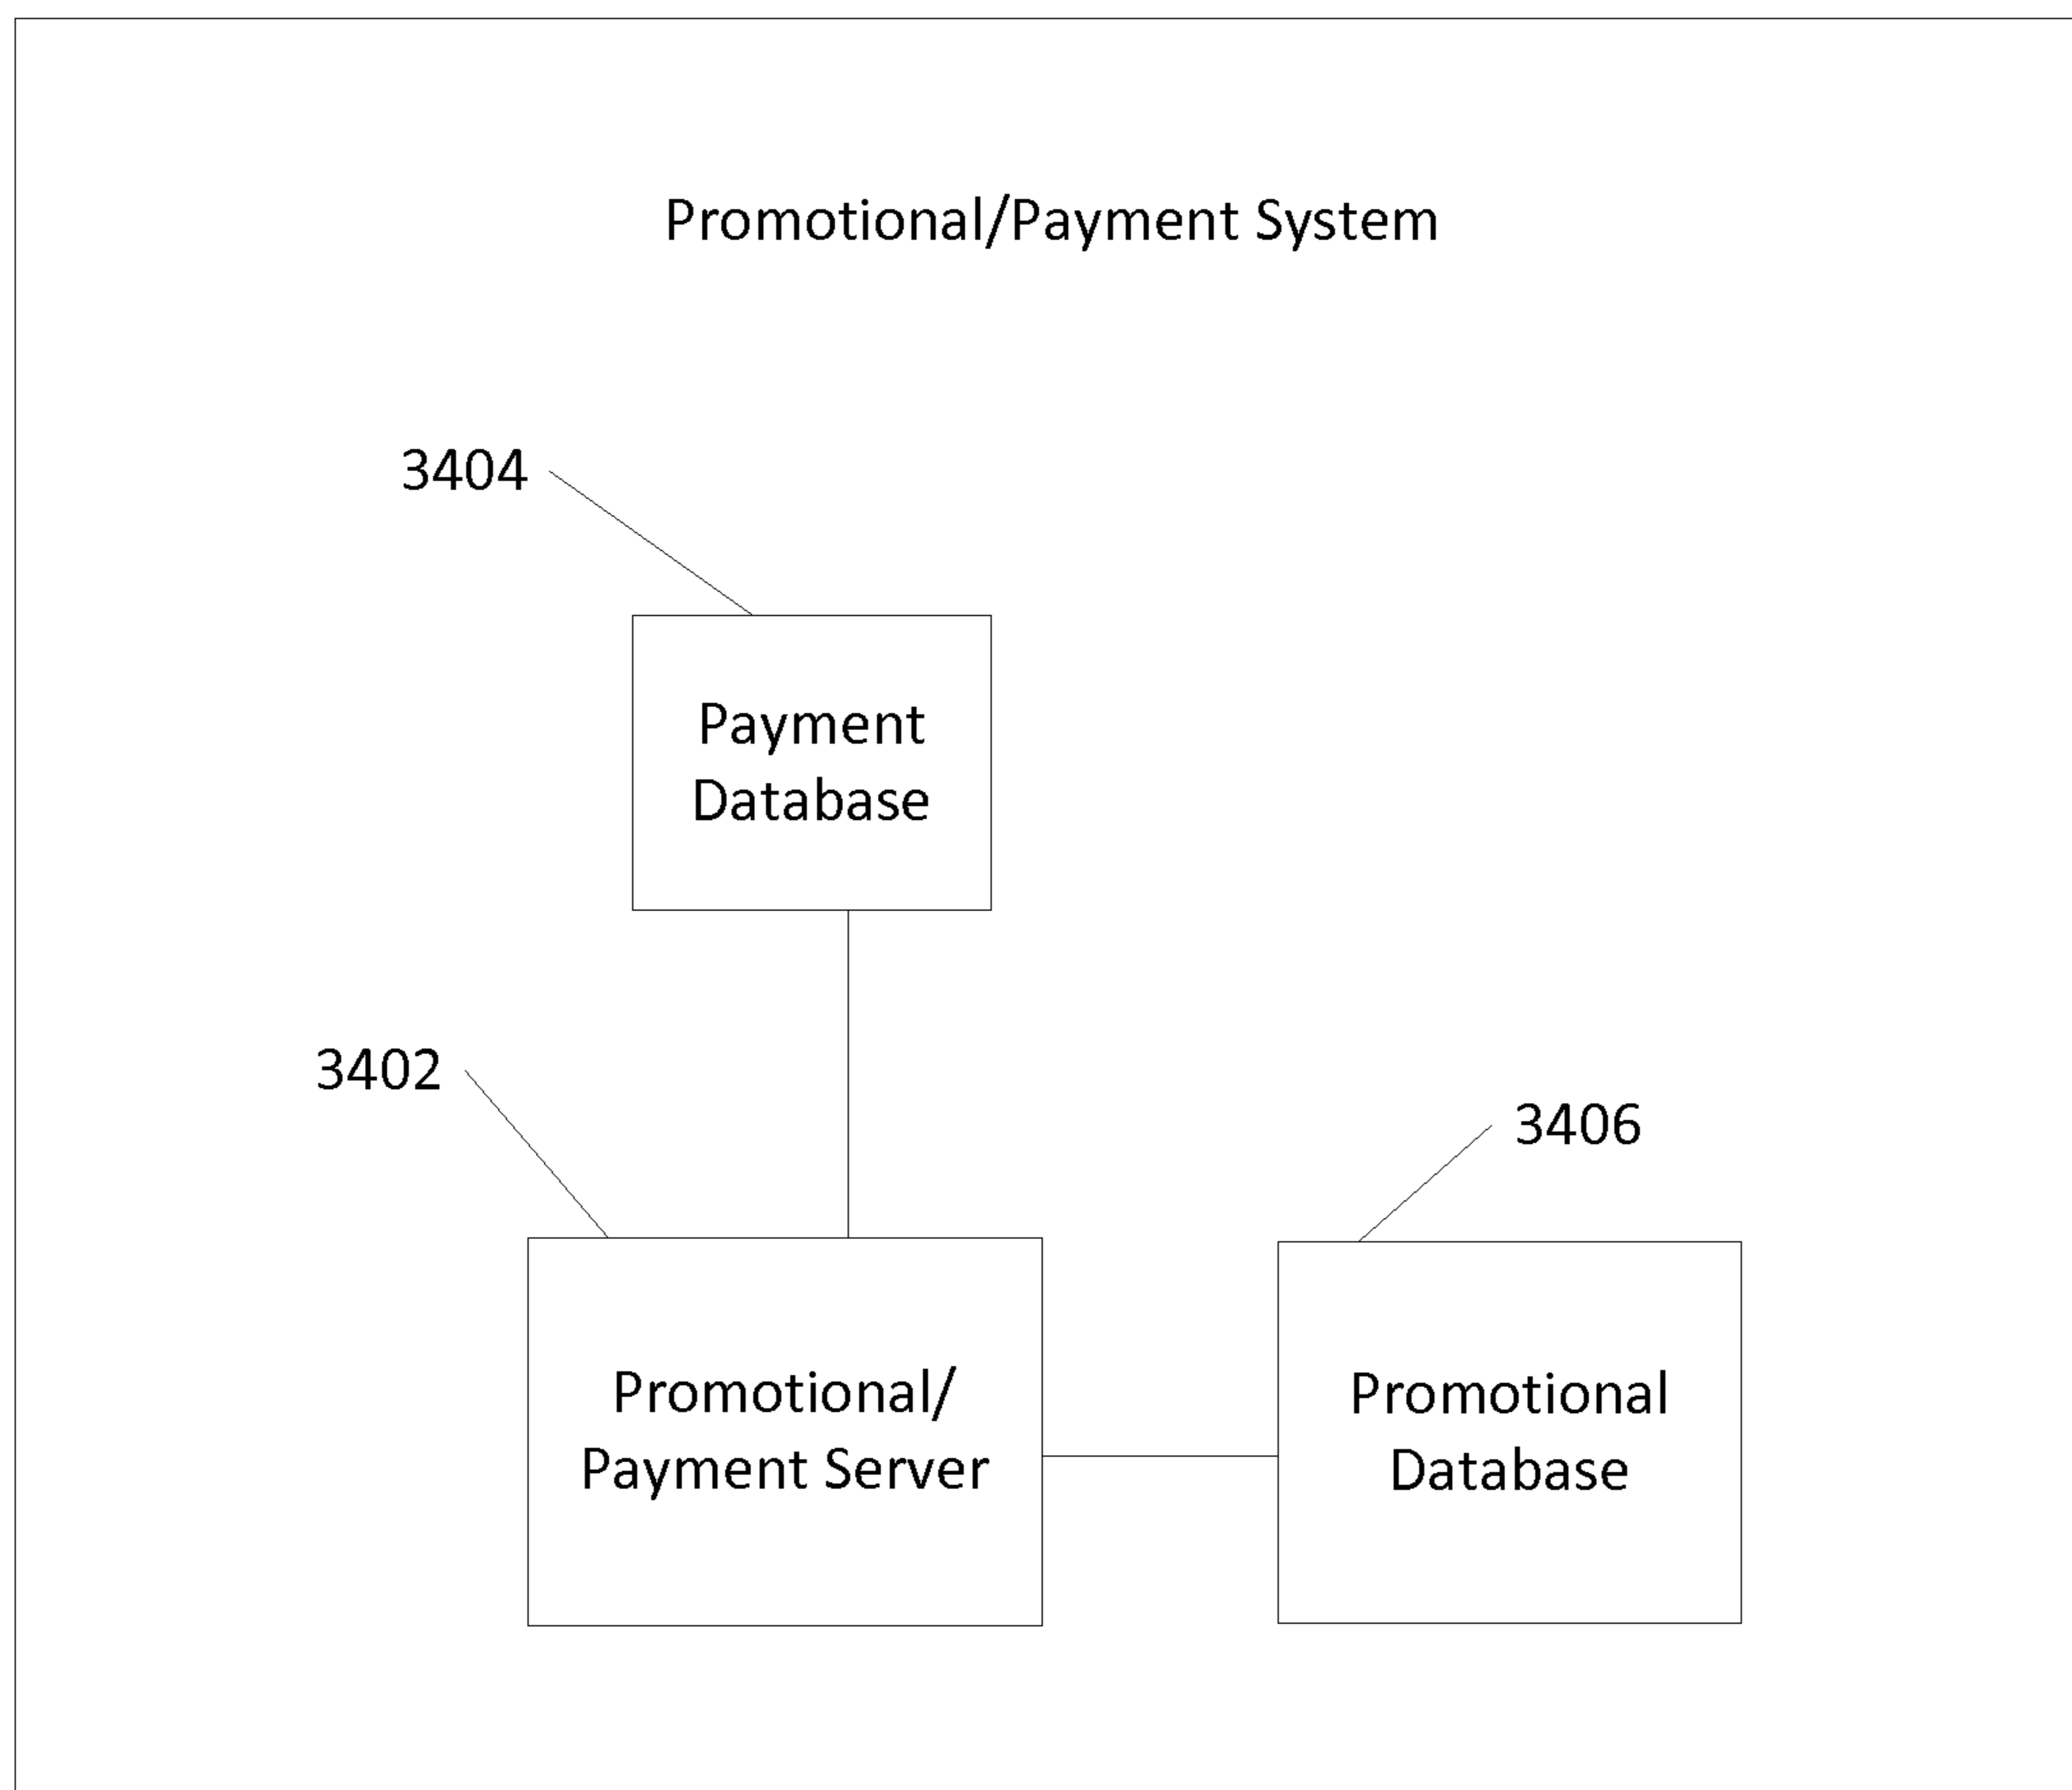 Promotional/Payment System
3404
Payment
Database
3402
3406
Promotional/
Payment Server
Promotional
Database